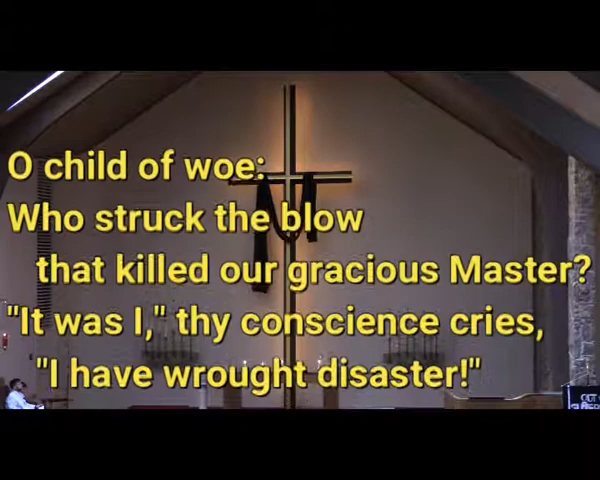 O child of woe:
Who struck the blow
that killed our gracious Master?
"It was I," thy conscience cries,
"I have wrought disaster!"